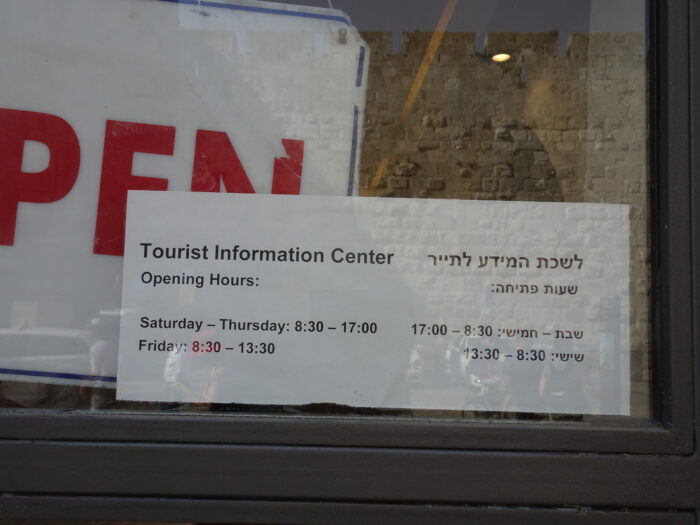 PEN
Tourist Information Center
Opening Hours:
Saturday – Thursday: 8:30 – 17:00
Friday: 8:30 – 13:30
לשכת המידע לתייר
שעות פתיחה:
שבת – חמישי: 8:30 – 17:00
שישי: 8:30 – 13:30